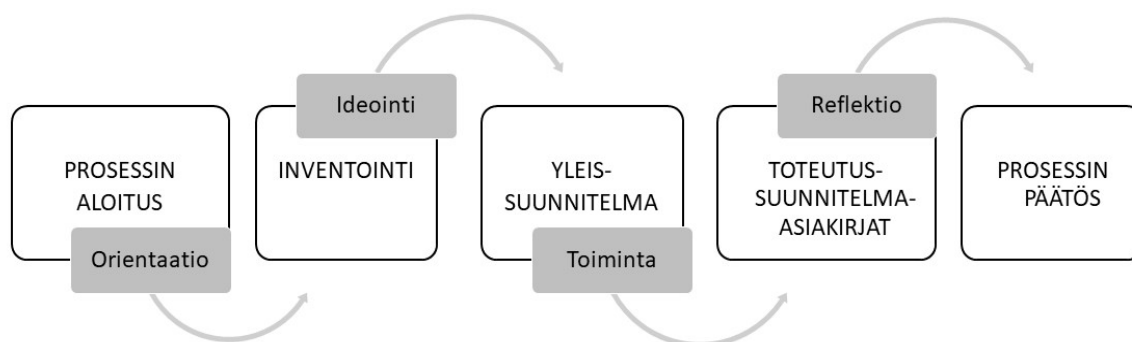 Ideointi
Reflektio
PROSESSIN
ALOITUS
INVENTOINTI
YLEIS-
SUUNNITELMA
TOTEUTUS-
SUUNNITELMA-
ASIAKIRJAT
PROSESSIN
PÄÄTÖS
Orientaatio
Toiminta